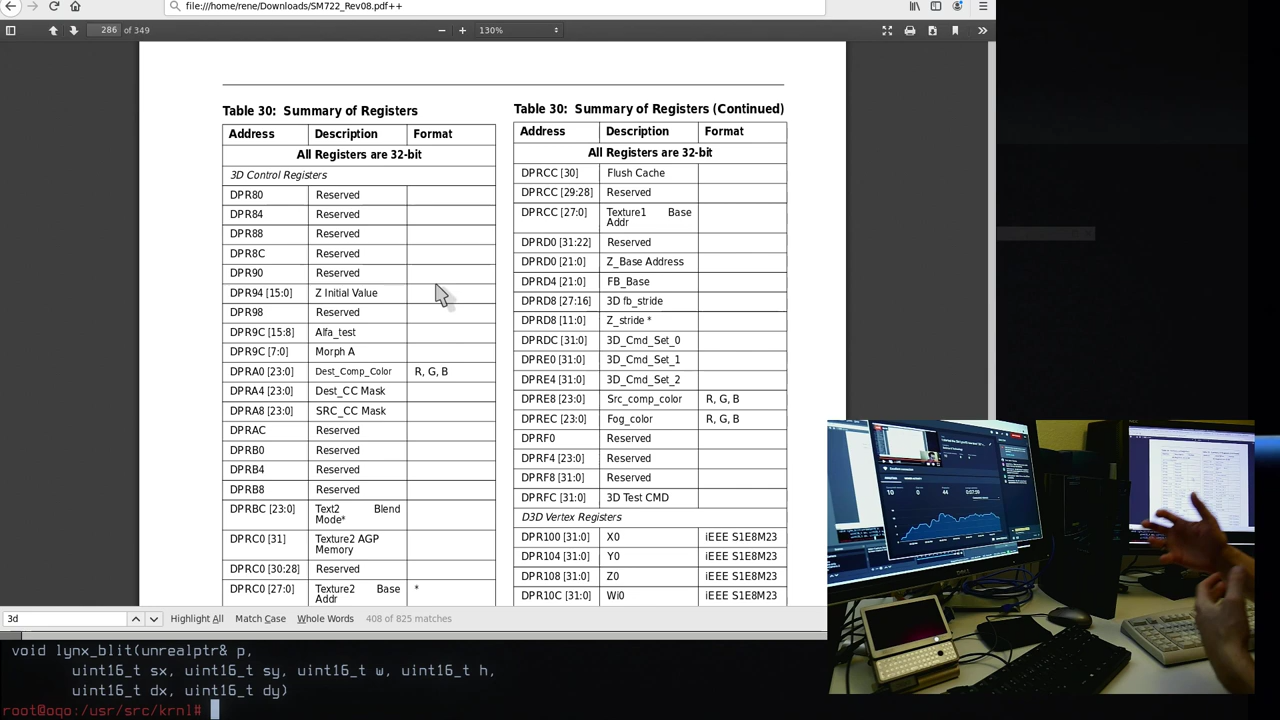 file:///home/rene/Downloads/SM722_Rev08.pdf++
286 of 349
130%
Table 30: Summary of Registers
Address Description Format
All Registers are 32-bit
3D Control Registers
DPR80 Reserved
DPR84 Reserved
DPR88 Reserved
DPR8C Reserved
DPR90 Reserved
DPR94 [15:0] Z Initial Value
DPR98 Reserved
DPR9C [15:8] Alfa_test
DPR9C [7:0] Morph A
DPRA0 [23:0] Dest_Comp_Color R, G, B
DPRA4 [23:0] Dest_CC Mask
DPRA8 [23:0] SRC_CC Mask
DPRAC Reserved
DPRB0 Reserved
DPRB4 Reserved
DPRB8 Reserved
DPRBC [23:0] Text2 Blend
Mode*
DPRC0 [31] Texture2 AGP
Memory
DPRC0 [30:28] Reserved
DPRC0 [27:0] Texture2 Base *
Addr
Table 30: Summary of Registers (Continued)
Address Description Format
All Registers are 32-bit
DPRCC [30] Flush Cache
DPRCC [29:28] Reserved
DPRCC [27:0] Texture1 Base
Addr
DPRD0 [31:22] Reserved
DPRD0 [21:0] Z_Base Address
DPRD4 [21:0] FB_Base
DPRD8 [27:16] 3D fb_stride
DPRD8 [11:0] Z_stride *
DPRDC [31:0] 3D_Cmd_Set_0
DPRE0 [31:0] 3D_Cmd_Set_1
DPRE4 [31:0] 3D_Cmd_Set_2
DPRE8 [23:0] Src_comp_color R, G, B
DPREC [23:0] Fog_color R, G, B
DPRF0 Reserved
DPRF4 [23:0] Reserved
DPRF8 [31:0] Reserved
DPRFC [31:0] 3D Test CMD
D3D Vertex Registers
DPR100 [31:0] X0 iEEE S1E8M23
DPR104 [31:0] Y0 iEEE S1E8M23
DPR108 [31:0] Z0 iEEE S1E8M23
DPR10C [31:0] Wi0 iEEE S1E8M23
3d Highlight All Match Case Whole Words 408 of 825 matches
void lynx_blit(unrealptr& p,
uint16_t sx, uint16_t sy, uint16_t w, uint16_t h,
uint16_t dx, uint16_t dy)
root@oqo:/usr/src/krnl#